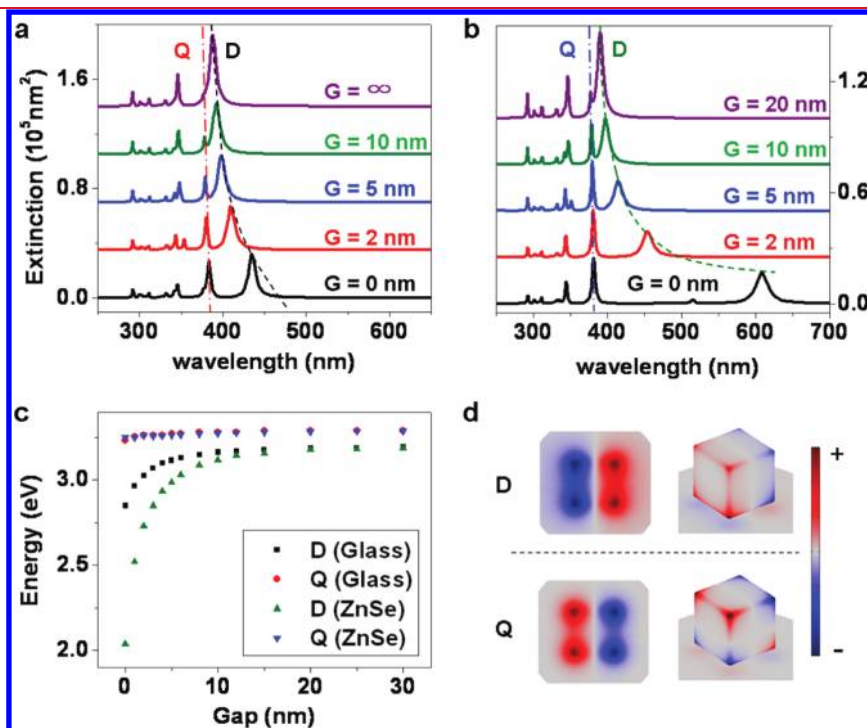 a
Q D
G = ∞
G = 10 nm
G = 5 nm
G = 2 nm
G = 0 nm
1.6
0.8
0.0
Extinction (10⁵nm²)
300 400 500 600
wavelength (nm)
b
Q D
G = 20 nm
G = 10 nm
G = 5 nm
G = 2 nm
G = 0 nm
1.2
0.6
0.0
300 400 500 600 700
wavelength (nm)
c
3.0
2.5
2.0
Energy (eV)
D (Glass)
Q (Glass)
D (ZnSe)
Q (ZnSe)
0 10 20 30
Gap (nm)
d
D
Q
+
-